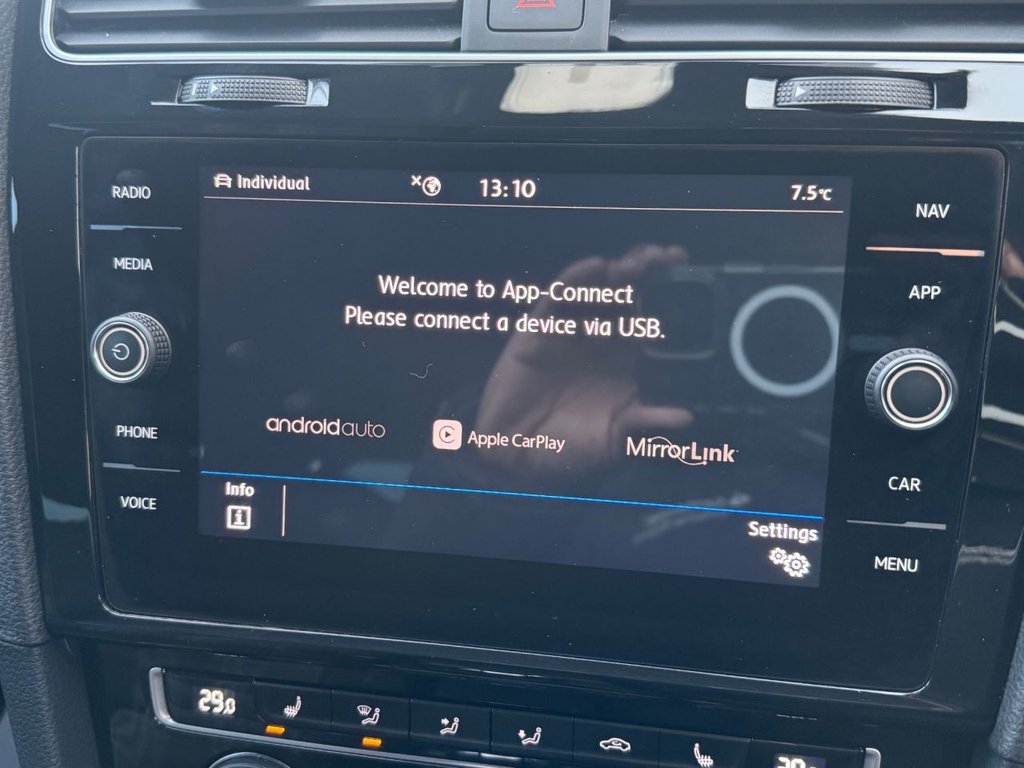 RADIO
MEDIA
PHONE
VOICE
Individual
13:10
7.5°C
Welcome to App-Connect
Please connect a device via USB.
androidauto
Apple CarPlay
MirrorLink
Info
Settings
NAV
APP
CAR
MENU
29.0